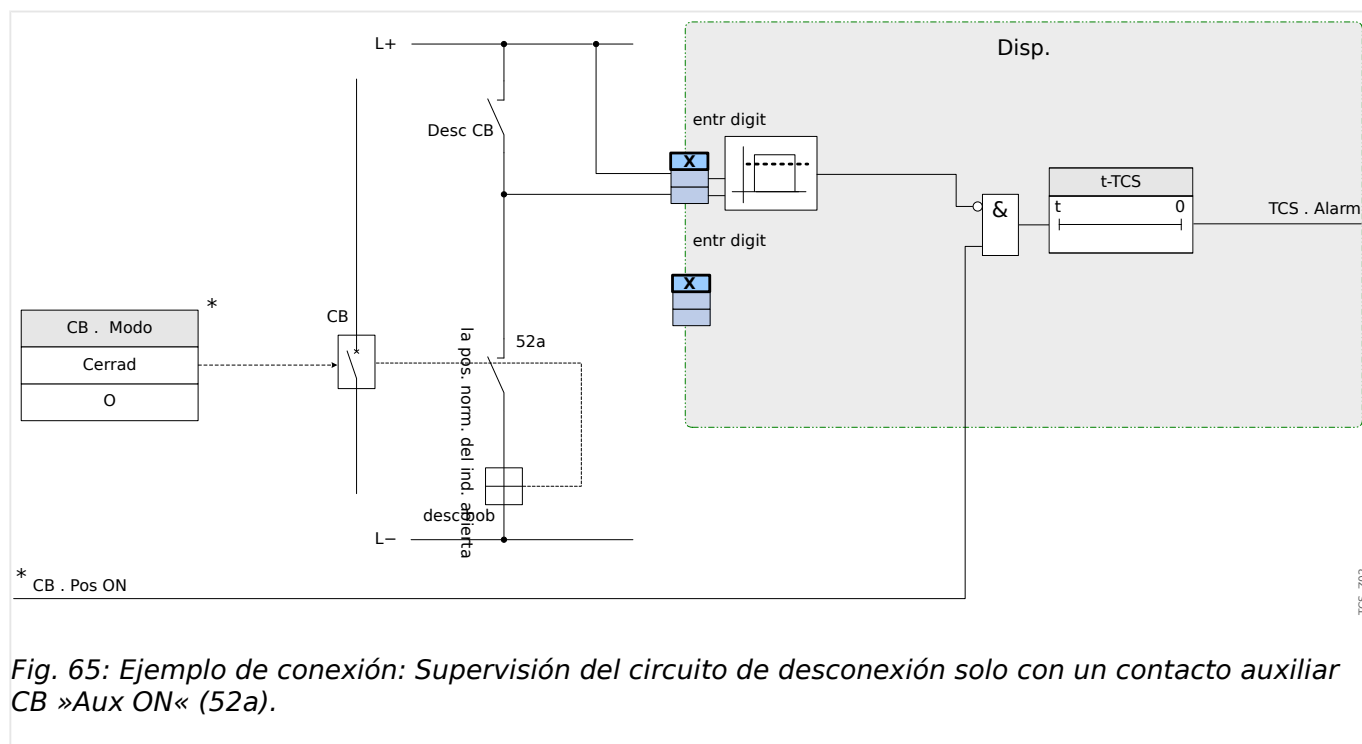 L+
Disp.
entr digit
Desc CB
X
t-TCS
&
t 0
TCS . Alarm
entr digit
X
*
CB . Modo
CB
Cerrad
52a
O
la pos. norm. del ind. abierta
desc bob
L−
*
CB . Pos ON
Fig. 65: Ejemplo de conexión: Supervisión del circuito de desconexión solo con un contacto auxiliar
CB »Aux ON« (52a).